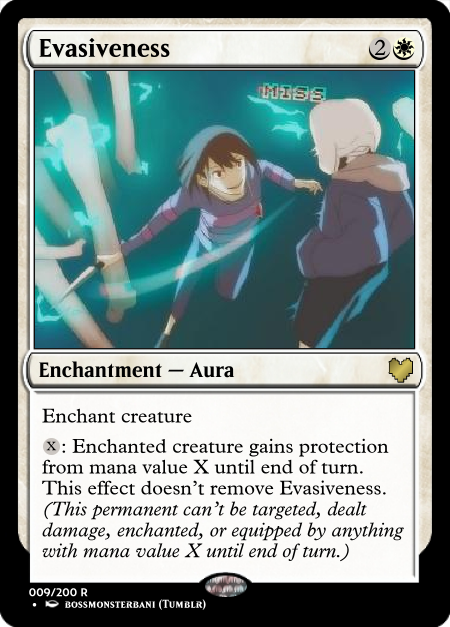 Evasiveness 2
MISS
Enchantment — Aura
Enchant creature
X: Enchanted creature gains protection
from mana value X until end of turn.
This effect doesn't remove Evasiveness.
(This permanent can't be targeted, dealt
damage, enchanted, or equipped by anything
with mana value X until end of turn.)
009/200 R
• BOSSMONSTERBANI (TUMBLR)